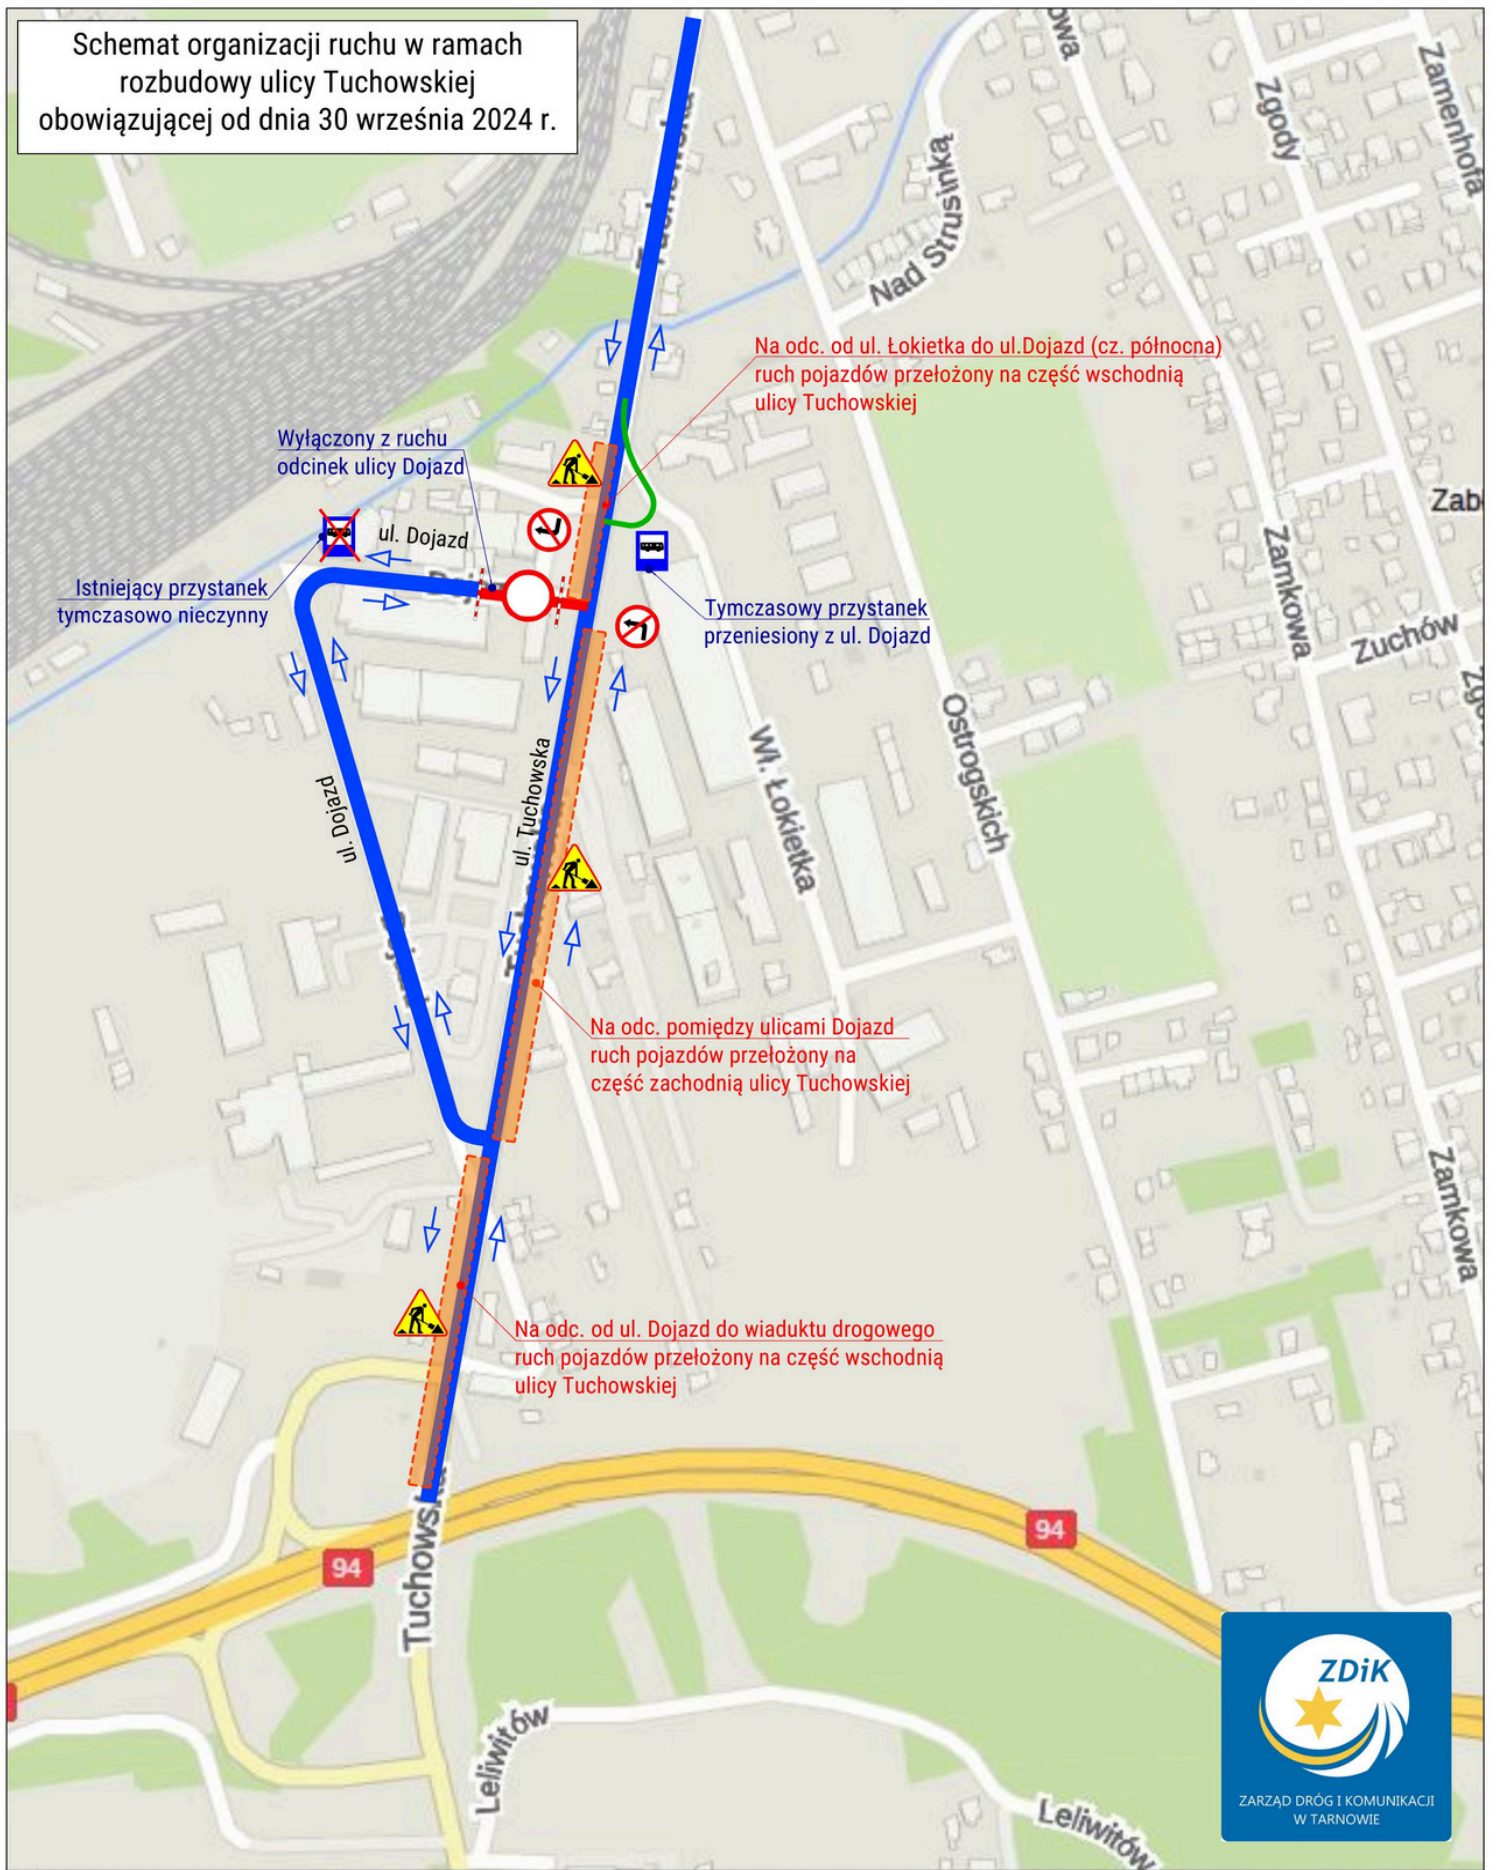 Schemat organizacji ruchu w ramach
rozbudowy ulicy Tuchowskiej
obowiązującej od dnia 30 września 2024 r.
Zgody
Zamenhofa
Nad Strusinką
Na odc. od ul. Łokietka do ul.Dojazd (cz. północna)
ruch pojazdów przełożony na część wschodnią
ulicy Tuchowskiej
Wyłączony z ruchu
odcinek ulicy Dojazd
ul. Dojazd
Istniejący przystanek
tymczasowo nieczynny
Tymczasowy przystanek
przeniesiony z ul. Dojazd
Zamkowa
Zuchów
Ostrogskich
Wł. Łokietka
ul. Tuchowska
ul. Dojazd
Na odc. pomiędzy ulicami Dojazd
ruch pojazdów przełożony na
część zachodnią ulicy Tuchowskiej
Zamkowa
Na odc. od ul. Dojazd do wiaduktu drogowego
ruch pojazdów przełożony na część wschodnią
ulicy Tuchowskiej
94
94
Tuchowska
Leliwitów
Leliwitów
ZDiK
ZARZĄD DRÓG I KOMUNIKACJI
W TARNOWIE